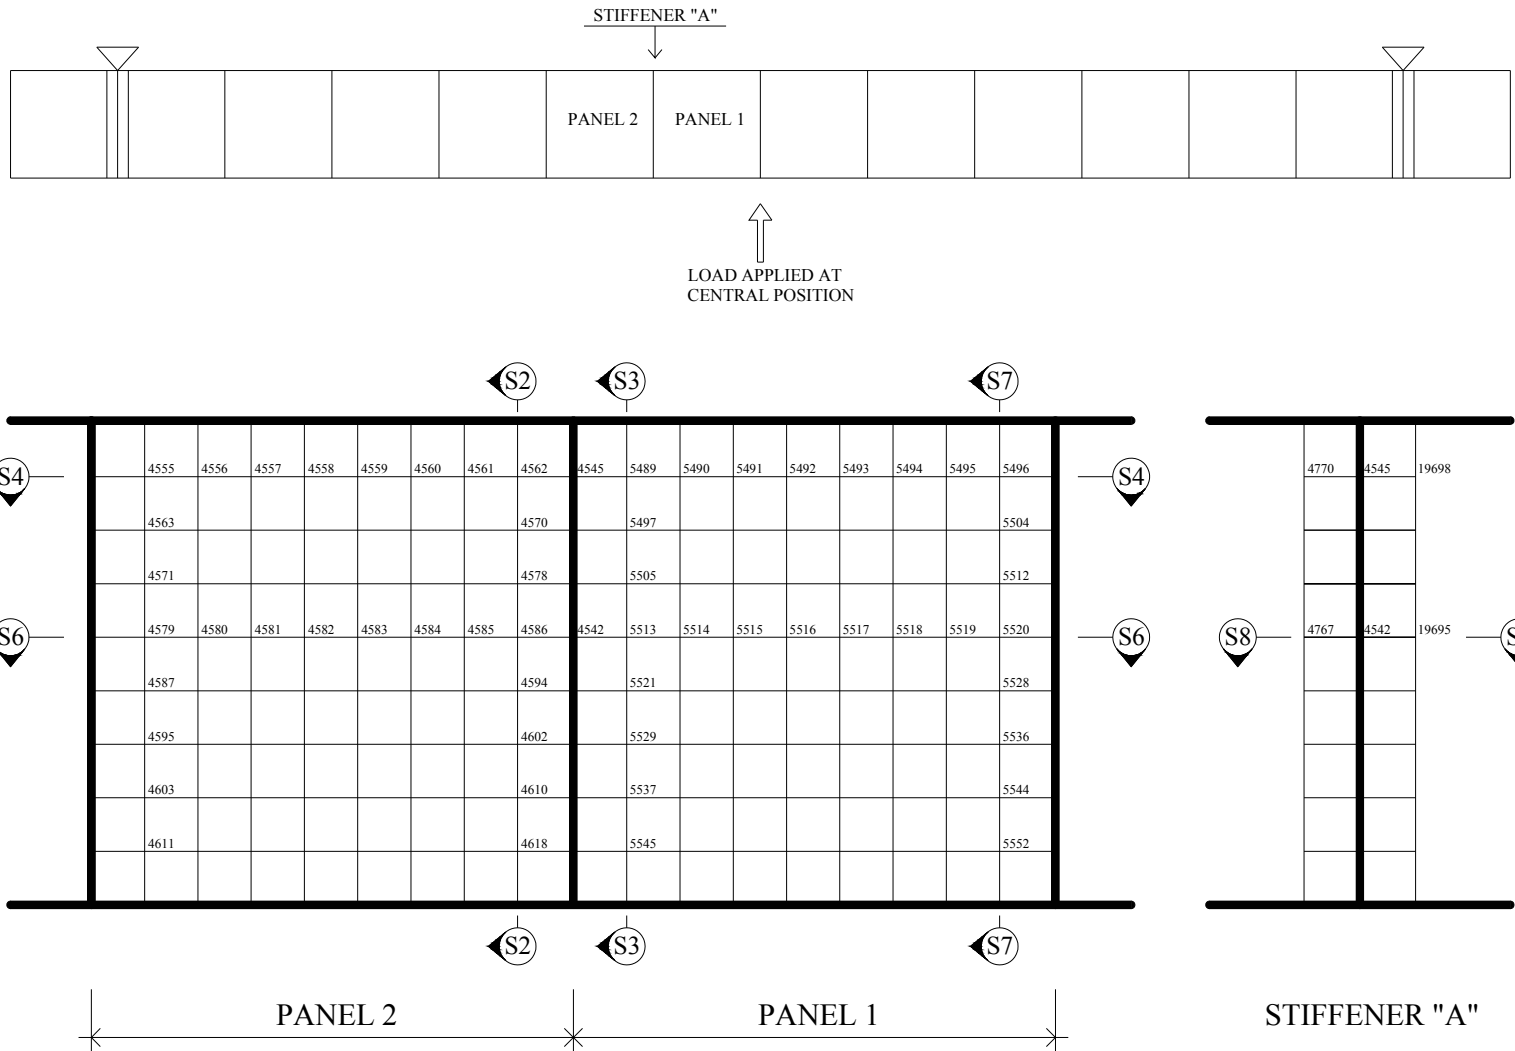 STIFFENER "A"
PANEL 2 PANEL 1
LOAD APPLIED AT
CENTRAL POSITION
S2 S3 S7
S4 4555 4556 4557 4558 4559 4560 4561 4562 4545 5489 5490 5491 5492 5493 5494 5495 5496 S4 4770 4545 19698
4563 4570 5497 5504
4571 4578 5505 5512
S6 4579 4580 4581 4582 4583 4584 4585 4586 4542 5513 5514 5515 5516 5517 5518 5519 5520 S6 S8 4767 4542 19695
4587 4594 5521 5528
4595 4602 5529 5536
4603 4610 5537 5544
4611 4618 5545 5552
S2 S3 S7
PANEL 2 PANEL 1 STIFFENER "A"